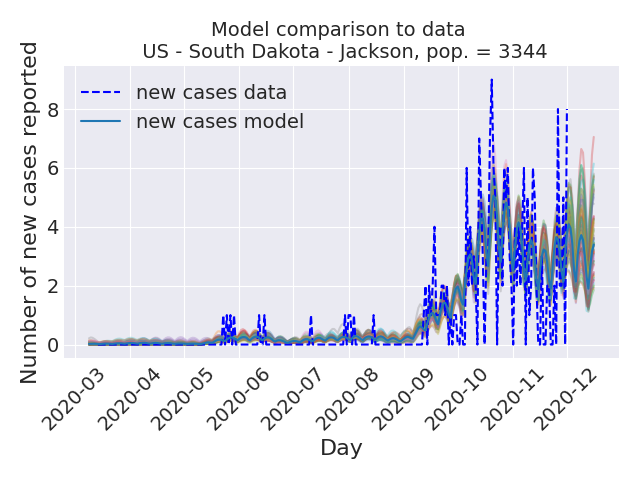 Model comparison to data
US - South Dakota - Jackson, pop. = 3344
Number of new cases reported
8
6
4
2
0
new cases data
new cases model
2020-03
2020-04
2020-05
2020-06
2020-07
2020-08
2020-09
2020-10
2020-11
2020-12
Day